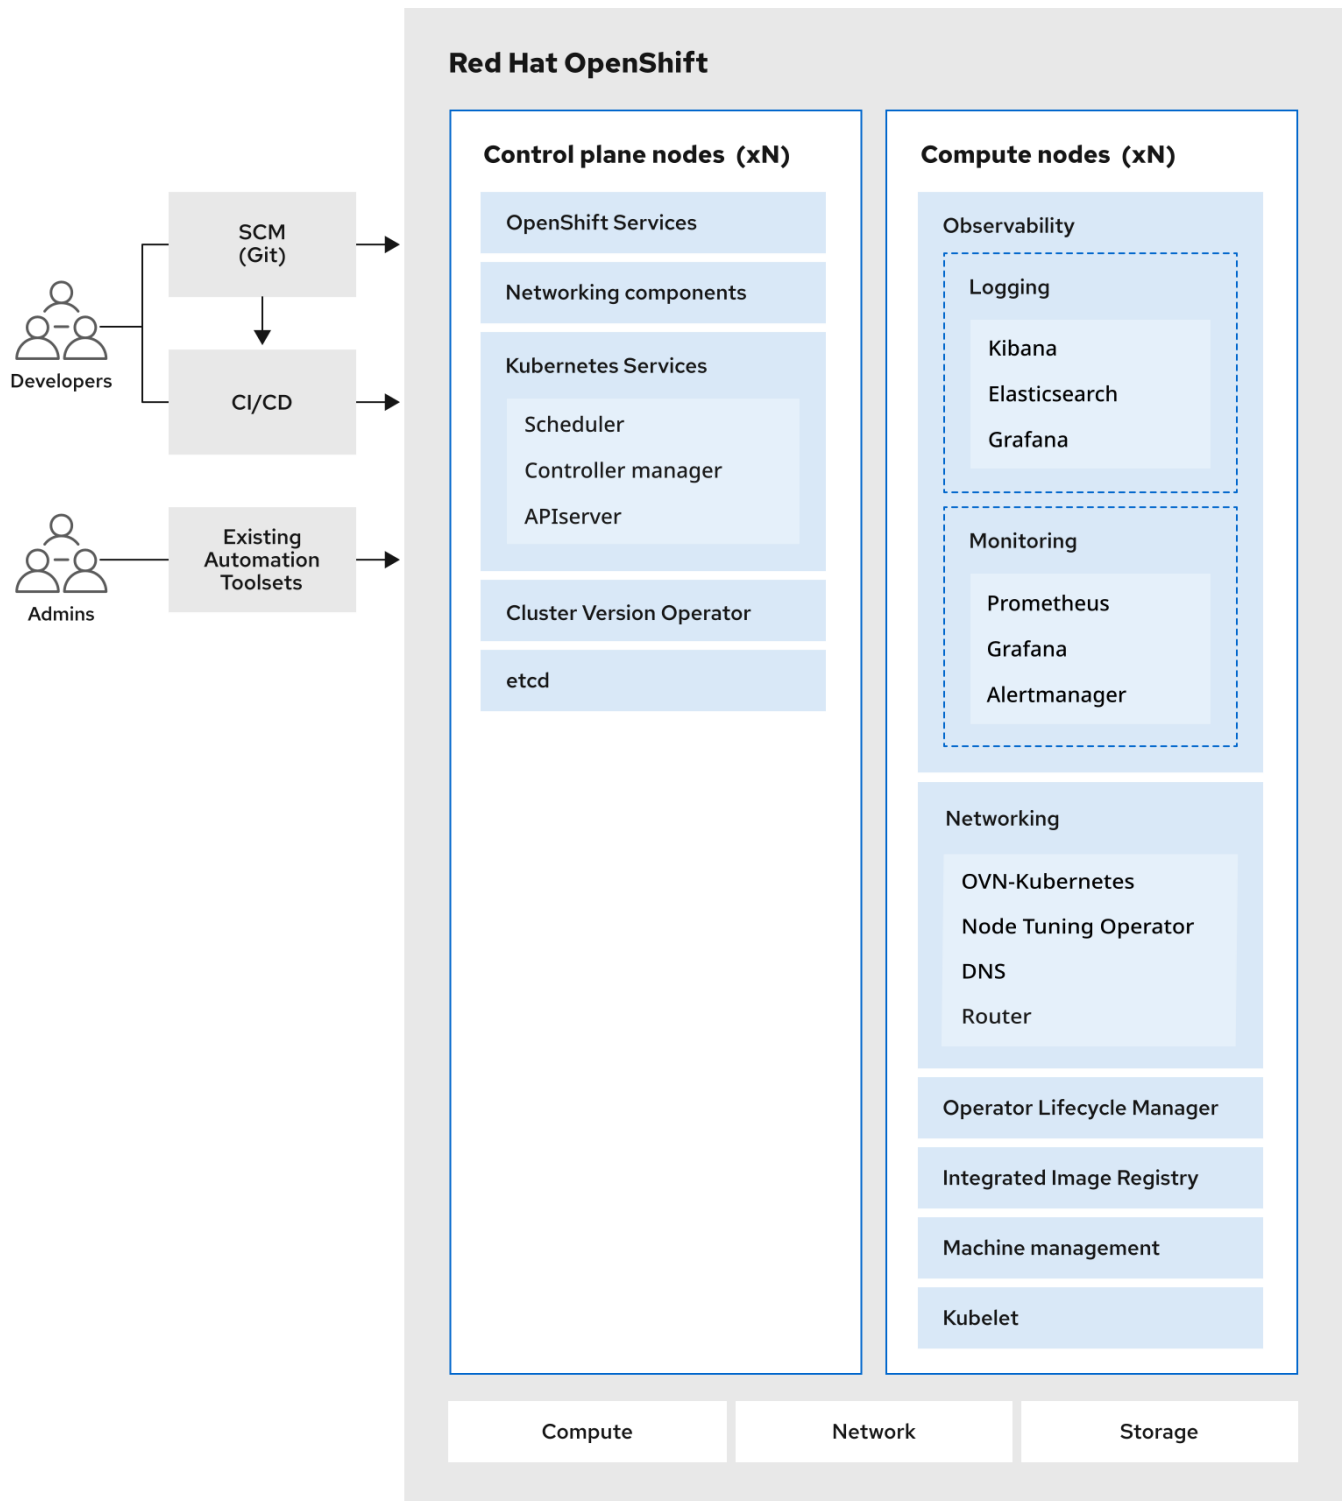 Red Hat OpenShift
SCM
(Git)
Developers
CI/CD
Existing
Automation
Toolsets
Admins
Control plane nodes (xN)
OpenShift Services
Networking components
Kubernetes Services
Scheduler
Controller manager
APIserver
Cluster Version Operator
etcd
Compute nodes (xN)
Observability
Logging
Kibana
Elasticsearch
Grafana
Monitoring
Prometheus
Grafana
Alertmanager
Networking
OVN-Kubernetes
Node Tuning Operator
DNS
Router
Operator Lifecycle Manager
Integrated Image Registry
Machine management
Kubelet
Compute
Network
Storage